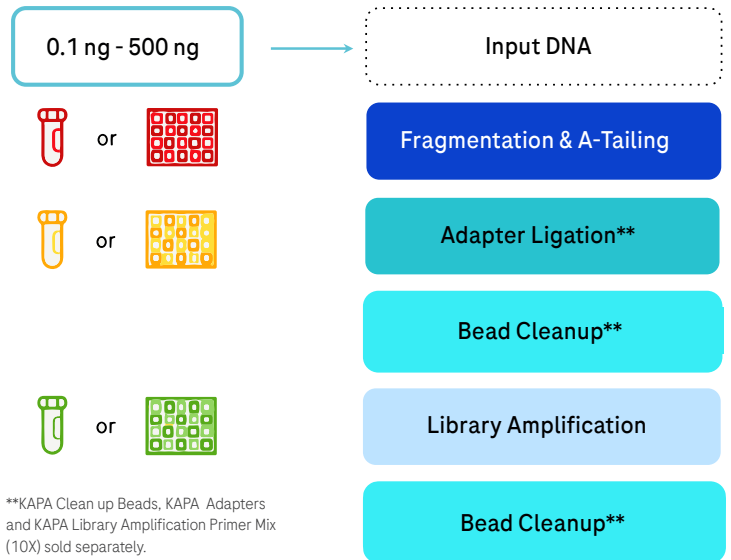 0.1 ng - 500 ng
Input DNA
or
Fragmentation & A-Tailing
or
Adapter Ligation**
Bead Cleanup**
or
Library Amplification
**KAPA Clean up Beads, KAPA Adapters
and KAPA Library Amplification Primer Mix
(10X) sold separately.
Bead Cleanup**